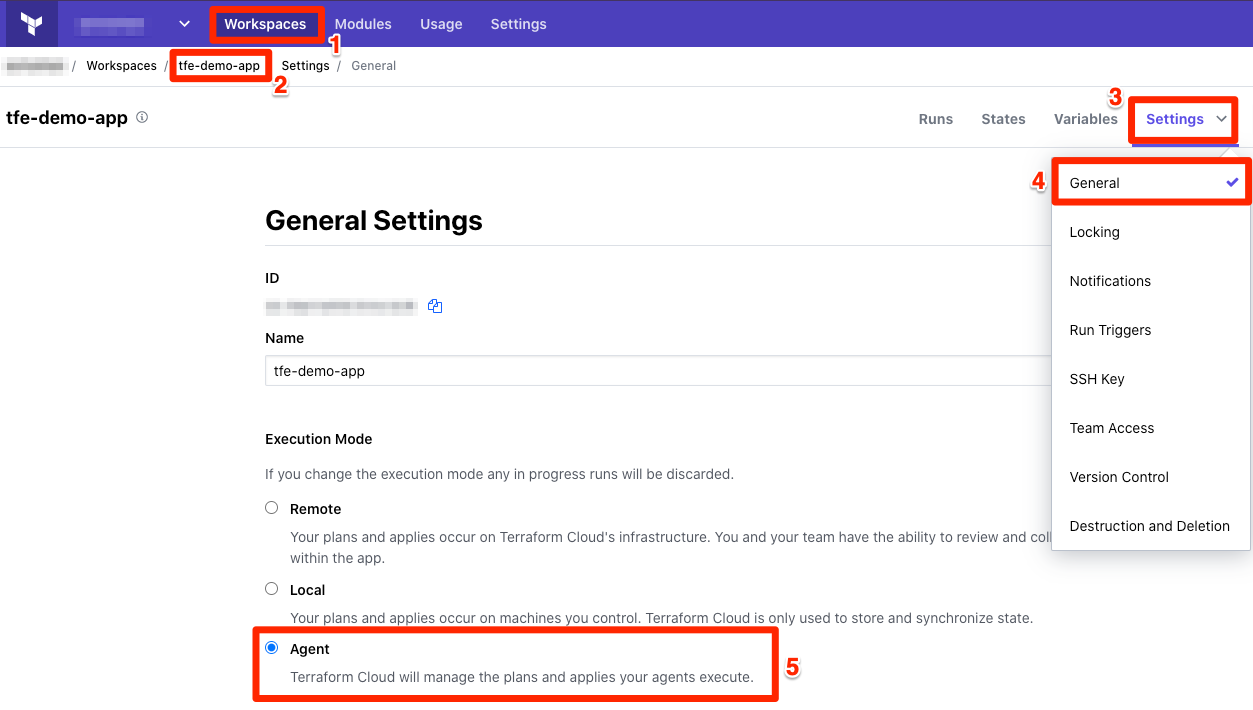 Workspaces Modules Usage Settings
1
/ Workspaces / tfe-demo-app Settings / General
2
tfe-demo-app
Runs States Variables Settings
3
4
General
Locking
Notifications
Run Triggers
SSH Key
Team Access
Version Control
Destruction and Deletion
General Settings
ID
Name
tfe-demo-app
Execution Mode
If you change the execution mode any in progress runs will be discarded.
Remote
Your plans and applies occur on Terraform Cloud's infrastructure. You and your team have the ability to review and coll
within the app.
Local
Your plans and applies occur on machines you control. Terraform Cloud is only used to store and synchronize state.
Agent
Terraform Cloud will manage the plans and applies your agents execute.
5